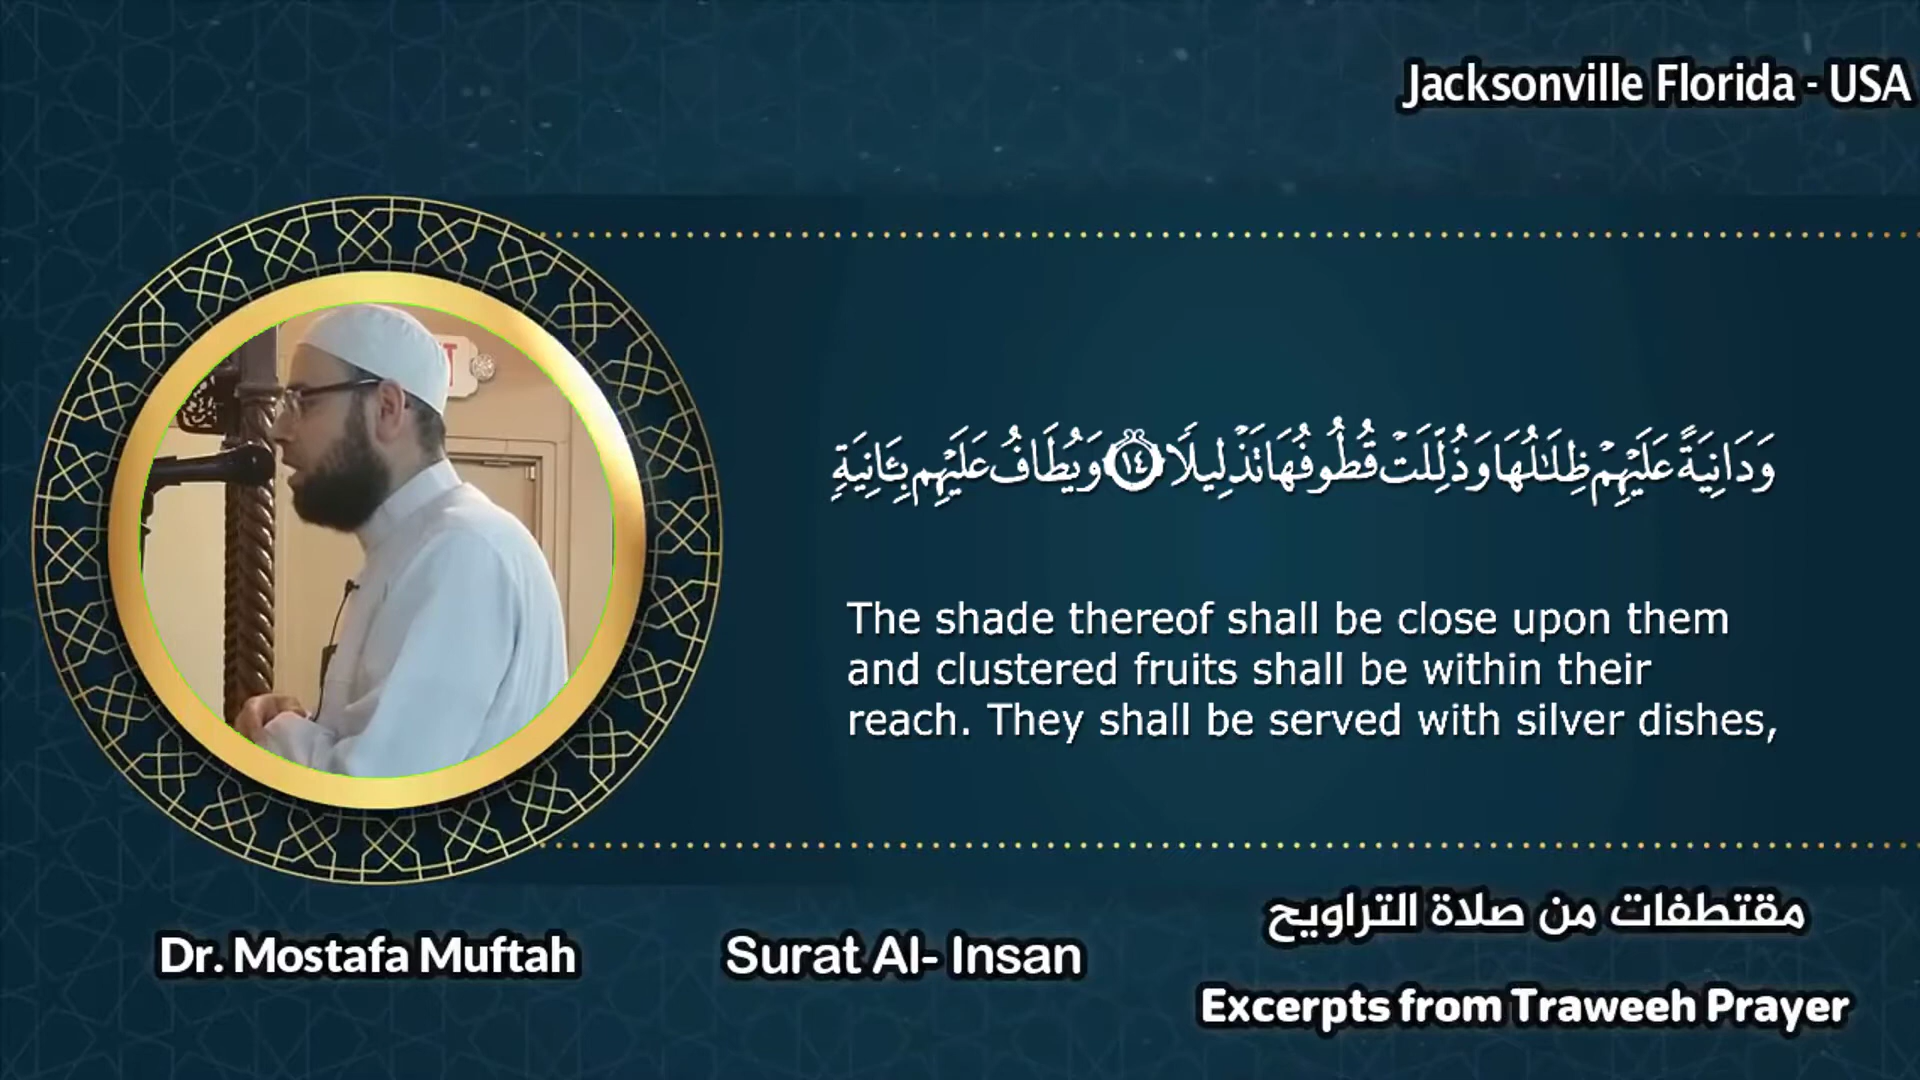 Jacksonville Florida - USA
وَدَانِيَةً عَلَيْهِمْ ظِلَٰلُهَا وَذُلِّلَتْ قُطُوفُهَا تَذْلِيلًا ١٤ وَيُطَافُ عَلَيْهِم بِـَٔانِيَةٍ
The shade thereof shall be close upon them
and clustered fruits shall be within their
reach. They shall be served with silver dishes,
Dr. Mostafa Muftah
Surat Al- Insan
مقتطفات من صلاة التراويح
Excerpts from Traweeh Prayer